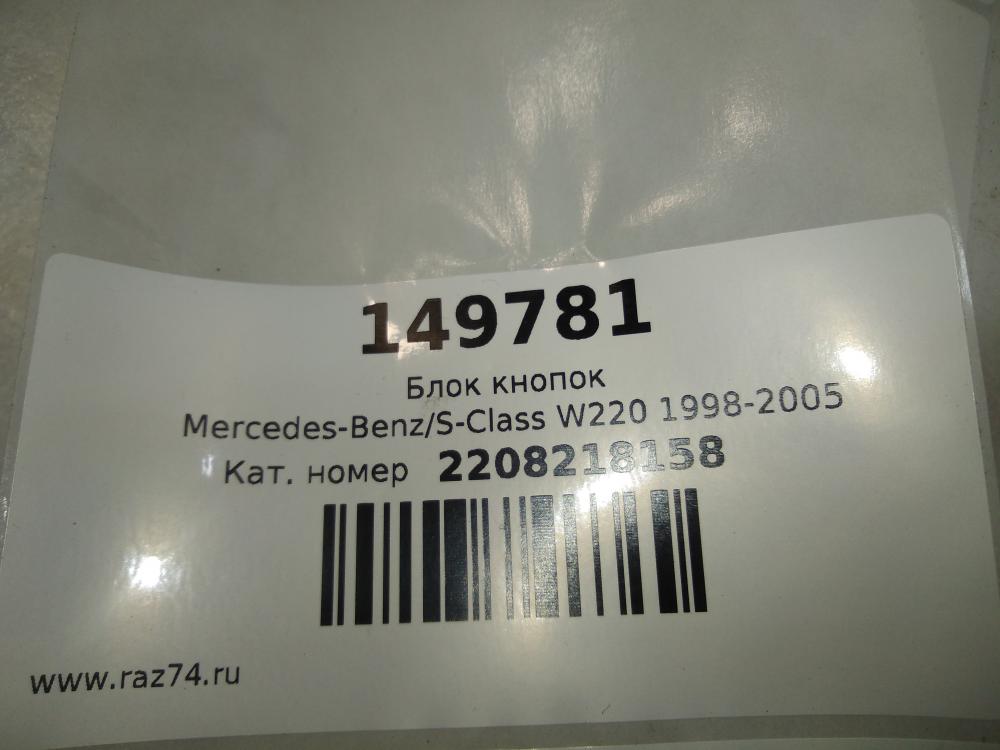 149781
Блок кнопок
Mercedes-Benz/S-Class W220 1998-2005
Кат. номер 2208218158
www.raz74.ru